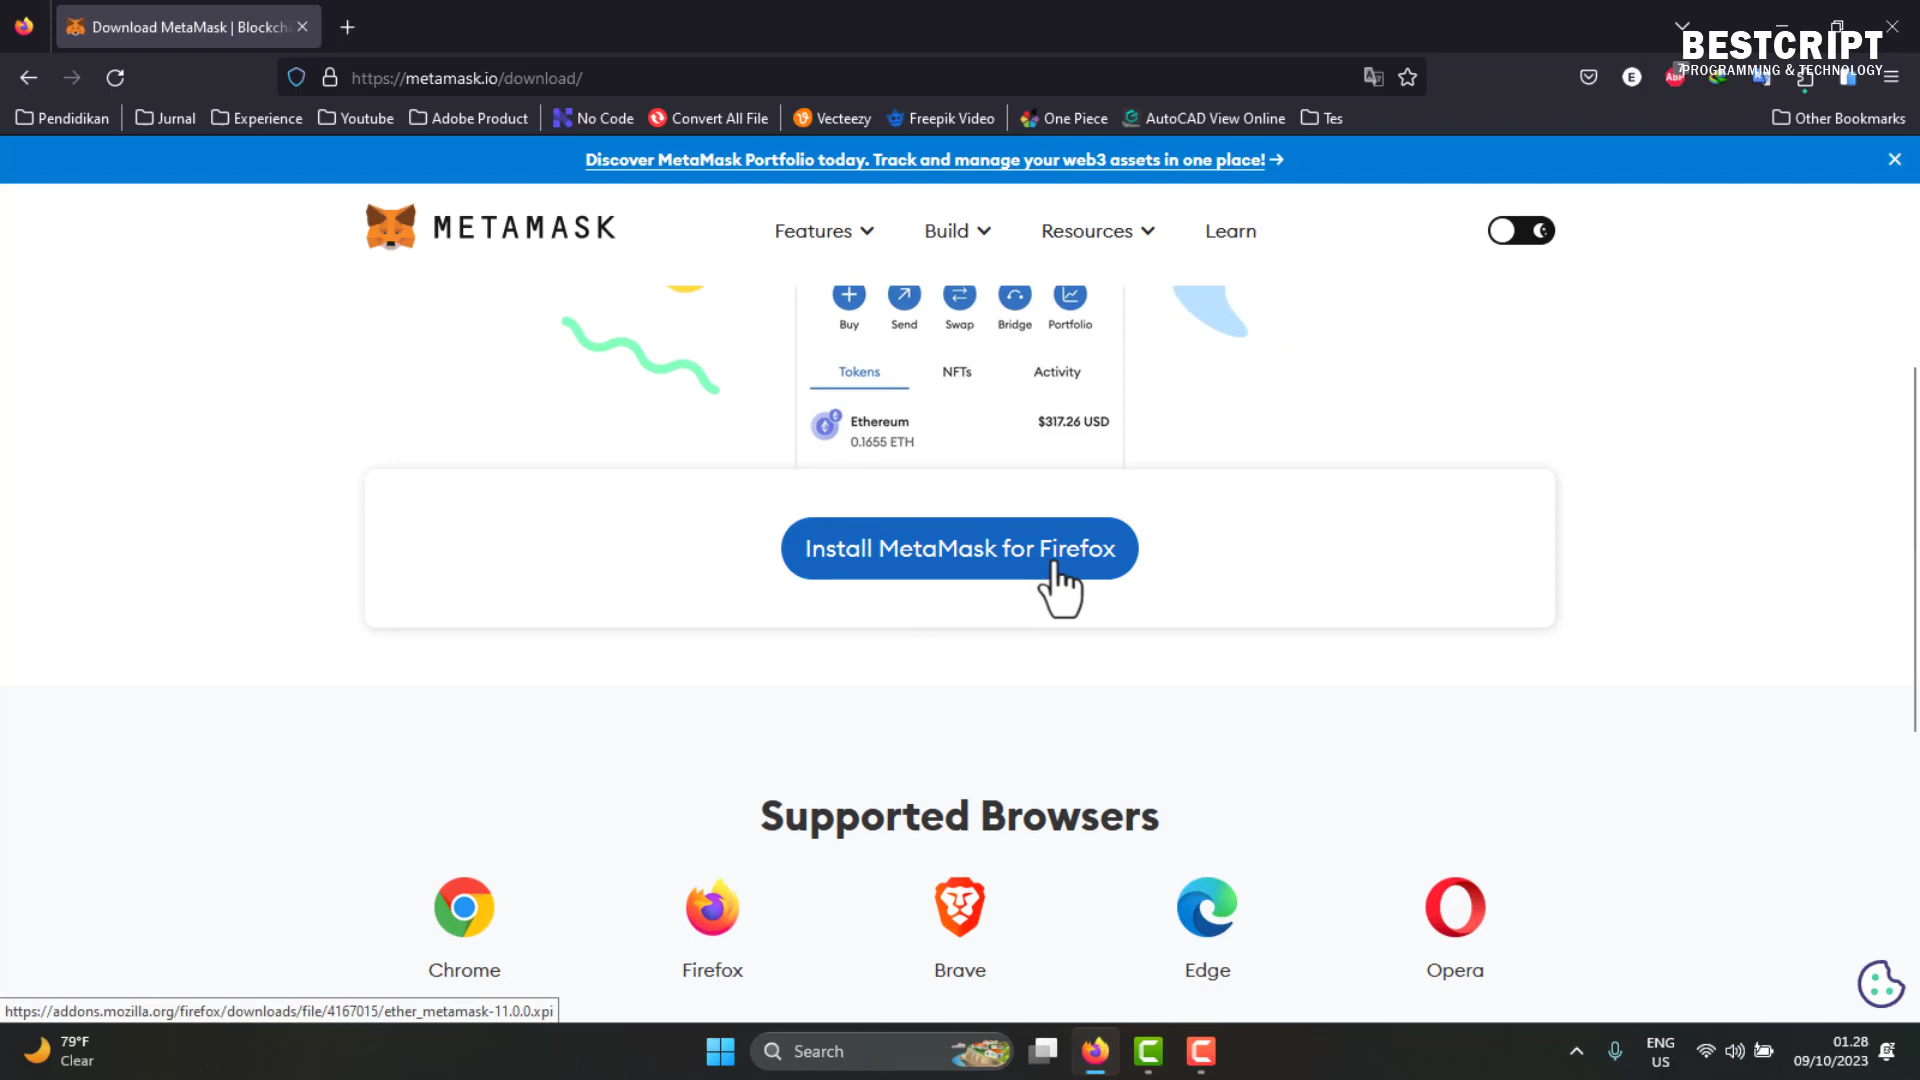 Download MetaMask | Blockch
BESTCRIPT
PROGRAMMING & TECHNOLOGY
https://metamask.io/download/
E
ABP
Pendidikan
Jurnal
Experience
Youtube
Adobe Product
No Code
Convert All File
Vecteezy
Freepik Video
One Piece
AutoCAD View Online
Tes
Other Bookmarks
Discover MetaMask Portfolio today. Track and manage your web3 assets in one place! →
METAMASK
Features
Build
Resources
Learn
Buy
Send
Swap
Bridge
Portfolio
Tokens
NFTs
Activity
Ethereum
$317.26 USD
0.1655 ETH
Install MetaMask for Firefox
Supported Browsers
Chrome
Firefox
Brave
Edge
Opera
https://addons.mozilla.org/firefox/downloads/file/4167015/ether_metamask-11.0.0.xpi
79°F
Clear
Search
ENG
US
01.28
09/10/2023